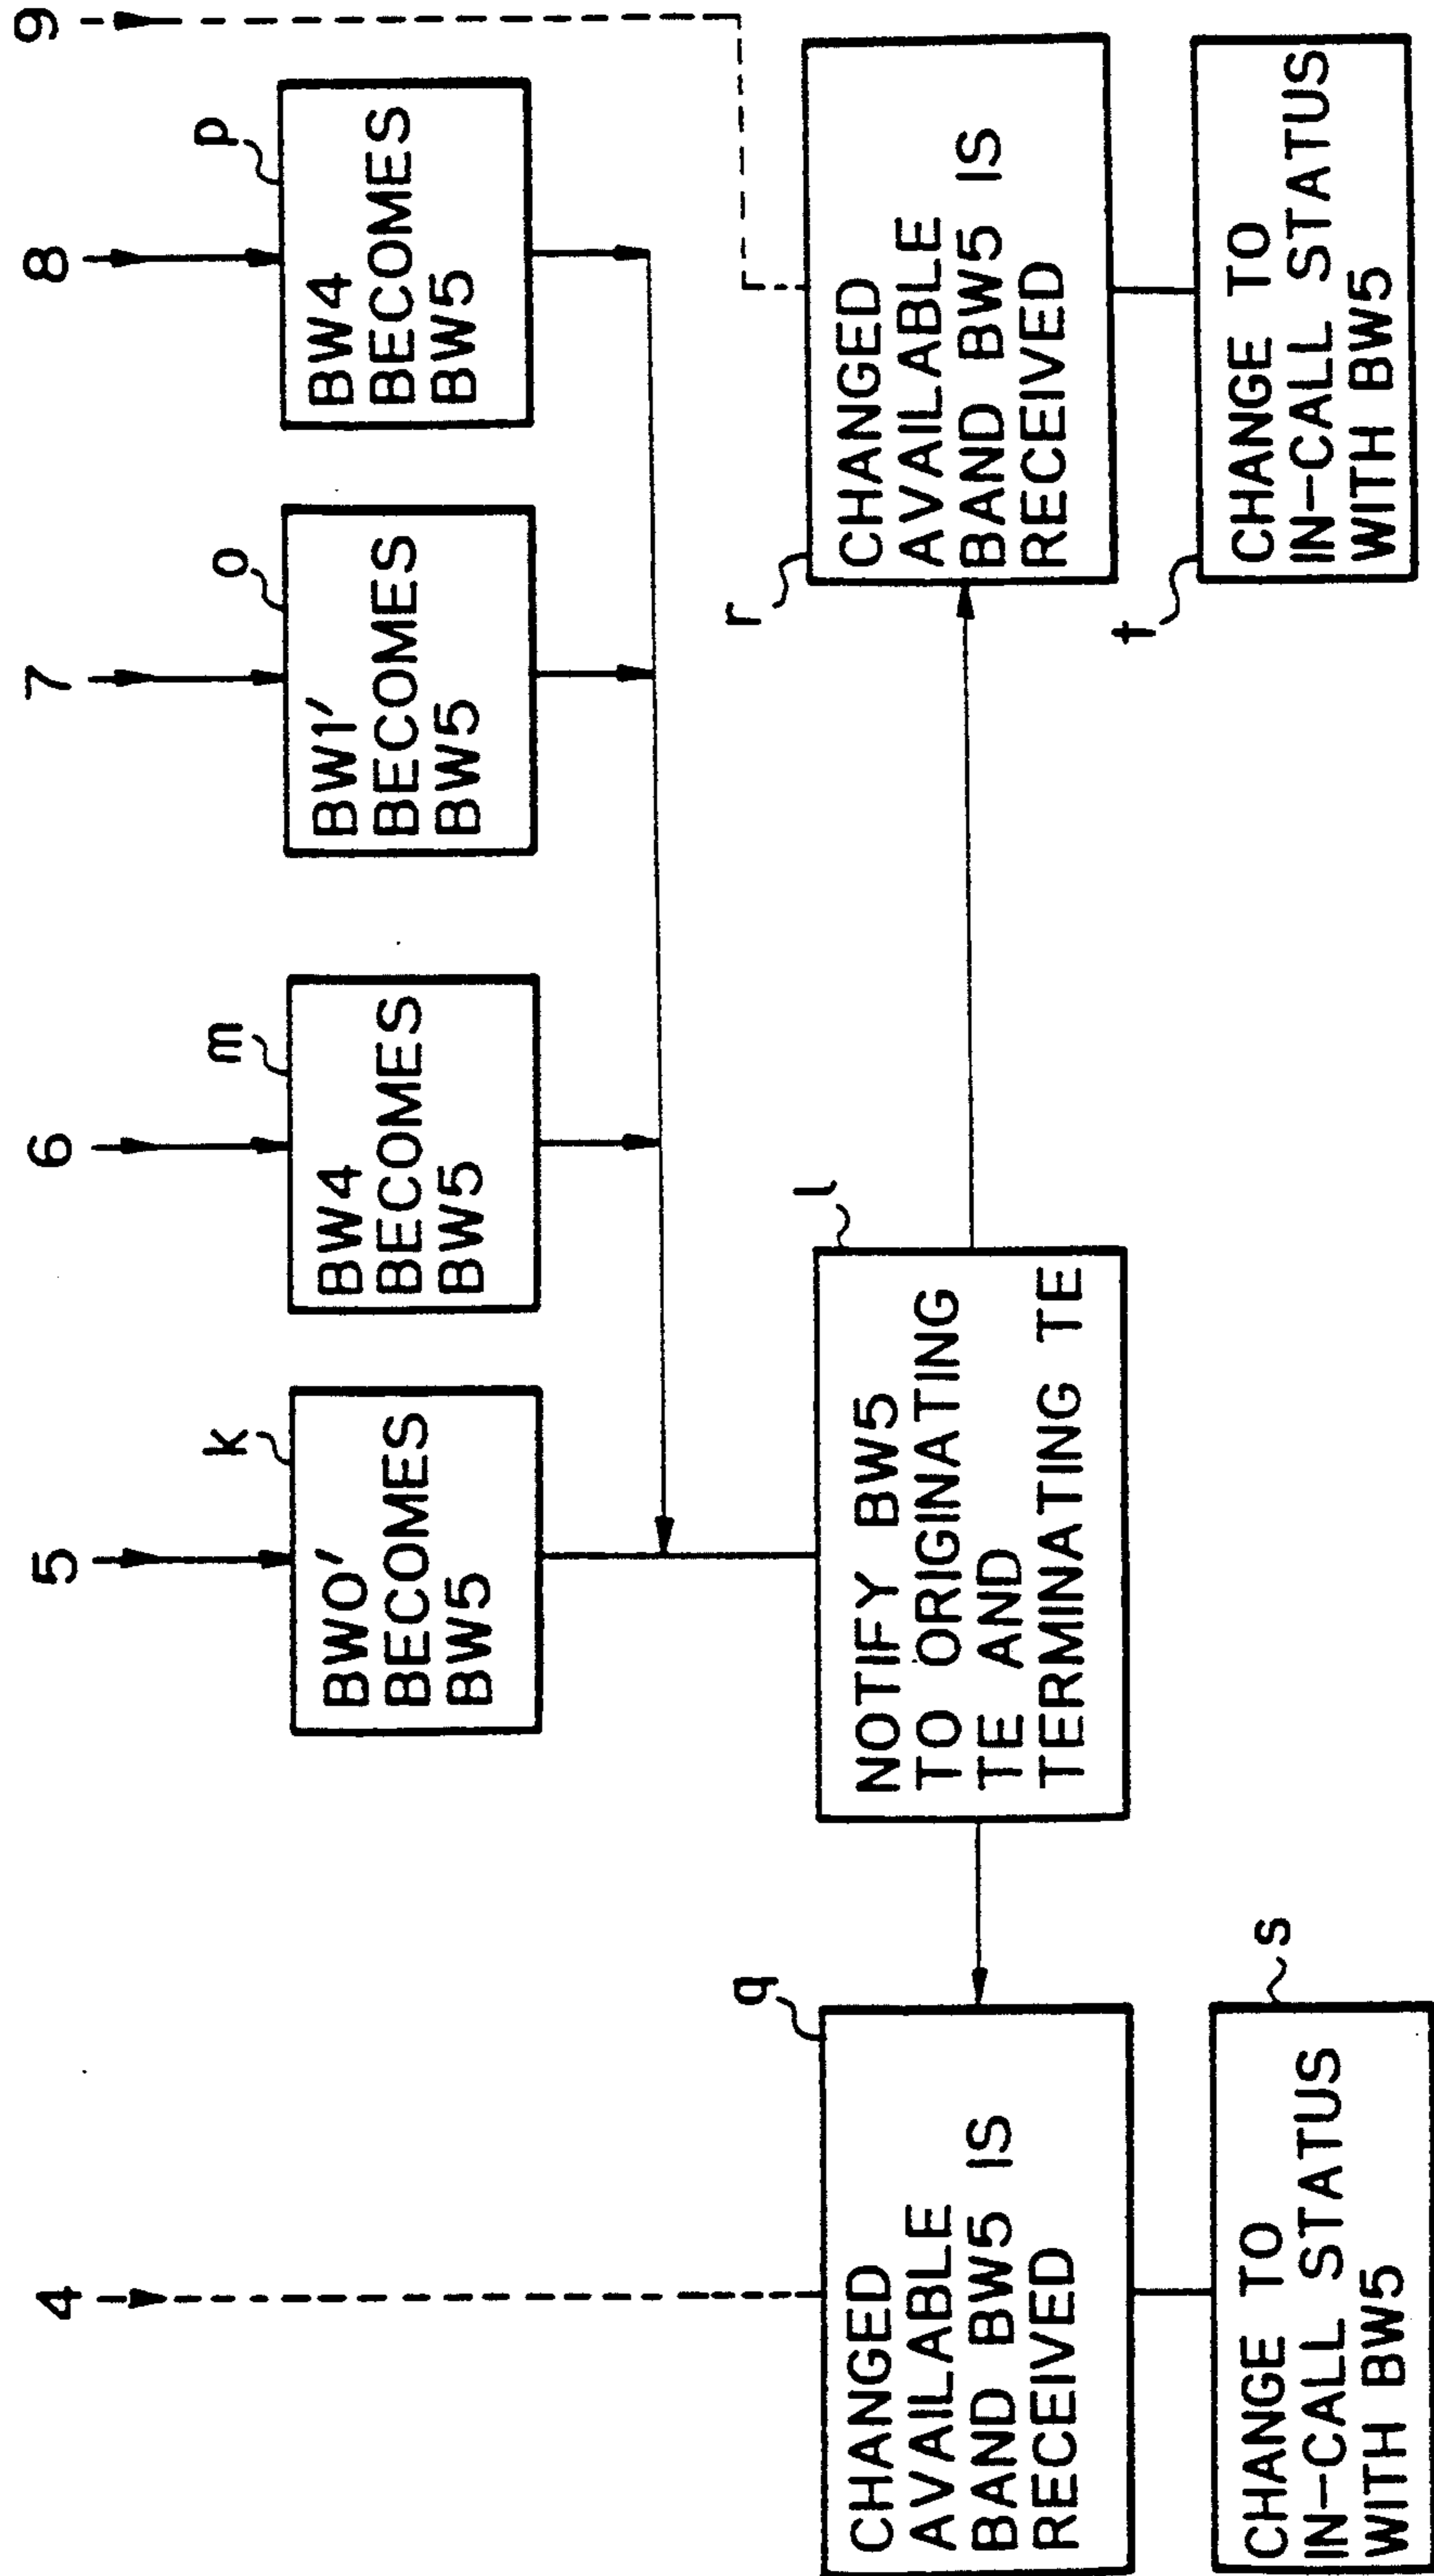 4
5
6
7
8
9
k
BW0'
BECOMES
BW5
m
BW4
BECOMES
BW5
o
BW1'
BECOMES
BW5
p
BW4
BECOMES
BW5
q
CHANGED
AVAILABLE
BAND BW5 IS
RECEIVED
l
NOTIFY BW5
TO ORIGINATING
TE AND
TERMINATING TE
r
CHANGED
AVAILABLE
BAND BW5 IS
RECEIVED
s
CHANGE TO
IN-CALL STATUS
WITH BW5
t
CHANGE TO
IN-CALL STATUS
WITH BW5